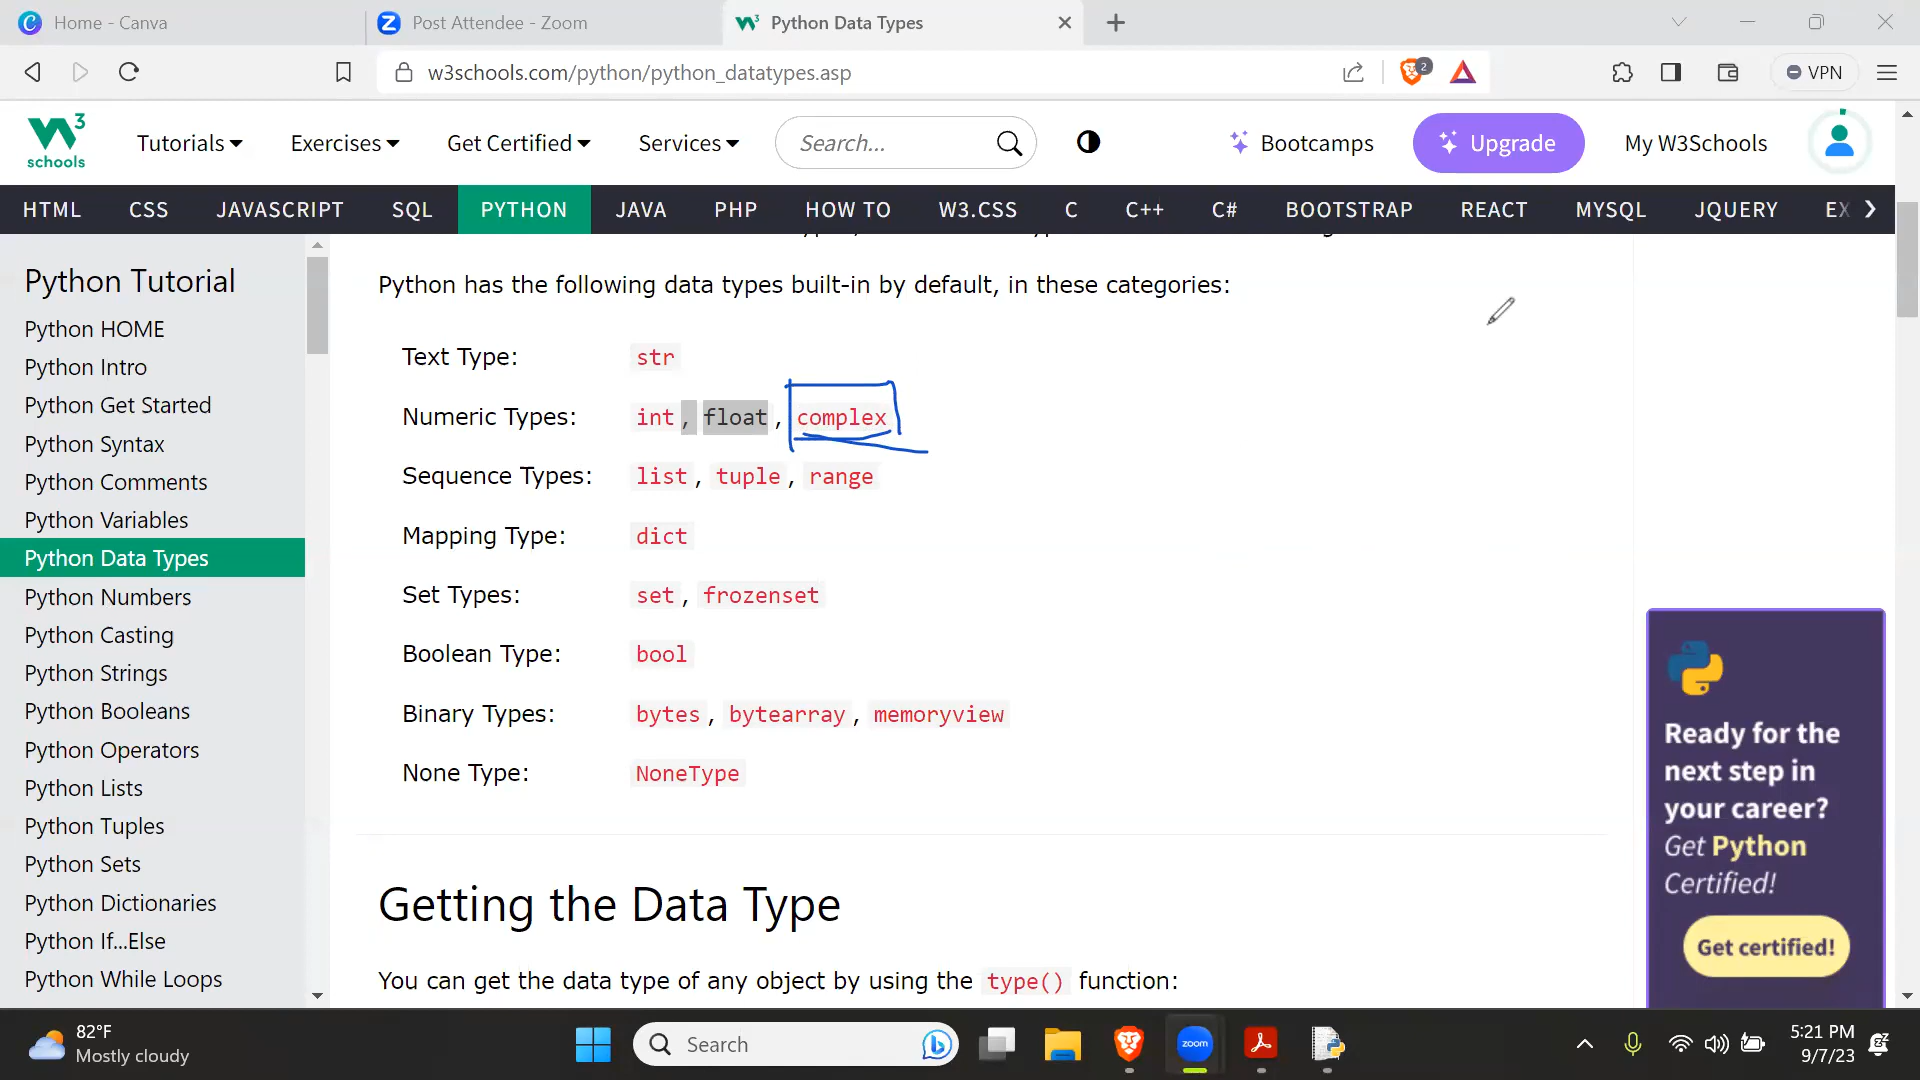 Home - Canva
Post Attendee - Zoom
Python Data Types
w3schools.com/python/python_datatypes.asp
2
VPN
W3 schools
Tutorials
Exercises
Get Certified
Services
Search...
Bootcamps
Upgrade
My W3Schools
HTML CSS JAVASCRIPT SQL PYTHON JAVA PHP HOW TO W3.CSS C C++ C# BOOTSTRAP REACT MYSQL JQUERY EX
Python Tutorial
Python HOME
Python Intro
Python Get Started
Python Syntax
Python Comments
Python Variables
Python Data Types
Python Numbers
Python Casting
Python Strings
Python Booleans
Python Operators
Python Lists
Python Tuples
Python Sets
Python Dictionaries
Python If...Else
Python While Loops
Python has the following data types built-in by default, in these categories:
Text Type: str
Numeric Types: int, float, complex
Sequence Types: list, tuple, range
Mapping Type: dict
Set Types: set, frozenset
Boolean Type: bool
Binary Types: bytes, bytearray, memoryview
None Type: NoneType
Getting the Data Type
You can get the data type of any object by using the type() function:
Ready for the
next step in
your career?
Get Python
Certified!
Get certified!
82°F
Mostly cloudy
Search
zoom
5:21 PM
9/7/23